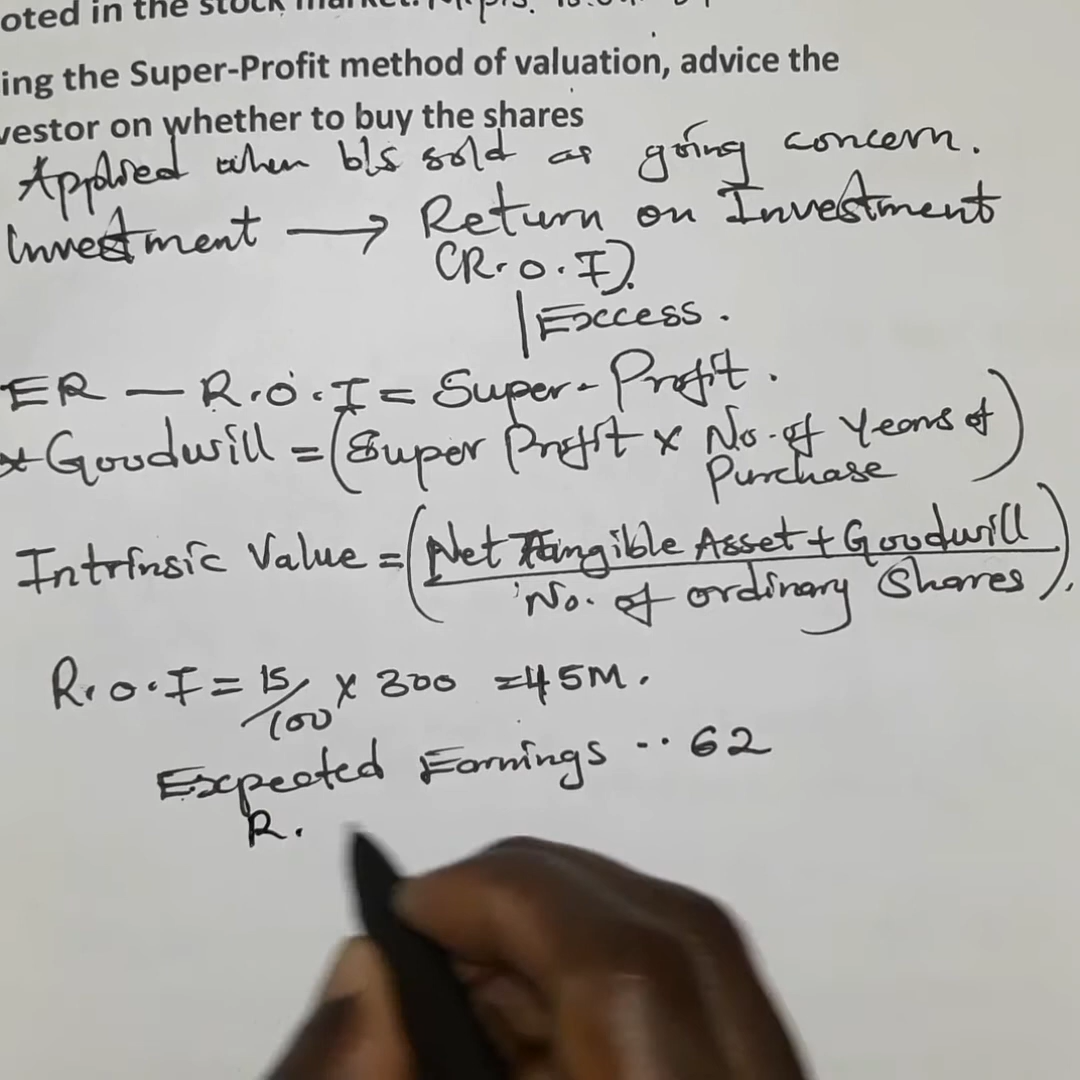 oted in the stock market.
ing the Super-Profit method of valuation, advice the
vestor on whether to buy the shares
Applied when b/s sold as going concern.
Investment → Return on Investment
(R.O.I).
|Excess.
ER — R.O.I = Super-Profit.
* Goodwill = (Super Profit x No. of Years of
Purchase)
Intrinsic Value = (Net Tangible Asset + Goodwill
No. of ordinary Shares).
R.O.I = 15/100 x 300 = 45M.
Expected Earnings -- 62
R.